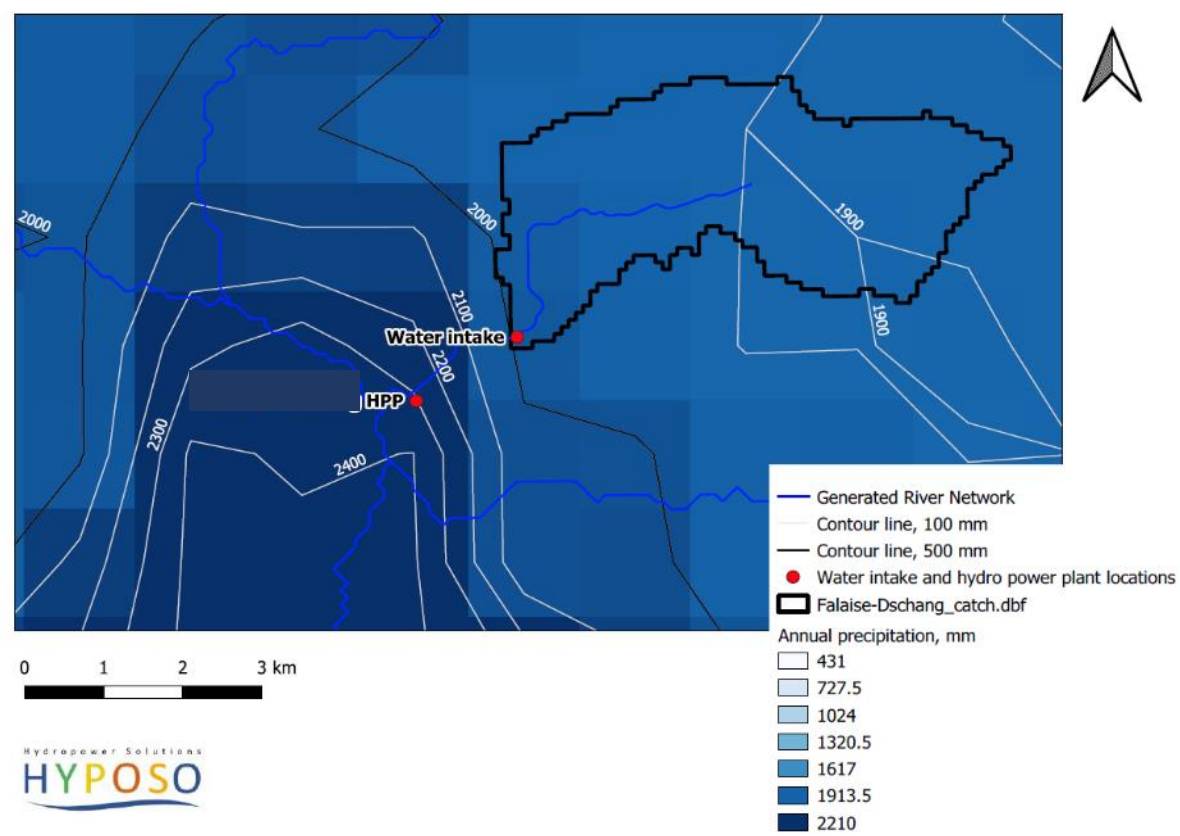 2000
2000
1900
1900
2100
Water intake
2200
HPP
2300
2400
Generated River Network
Contour line, 100 mm
Contour line, 500 mm
Water intake and hydro power plant locations
Falaise-Dschang_catch.dbf
Annual precipitation, mm
431
727.5
1024
1320.5
1617
1913.5
2210
0 1 2 3 km
Hydropower Solutions
HYPOSO